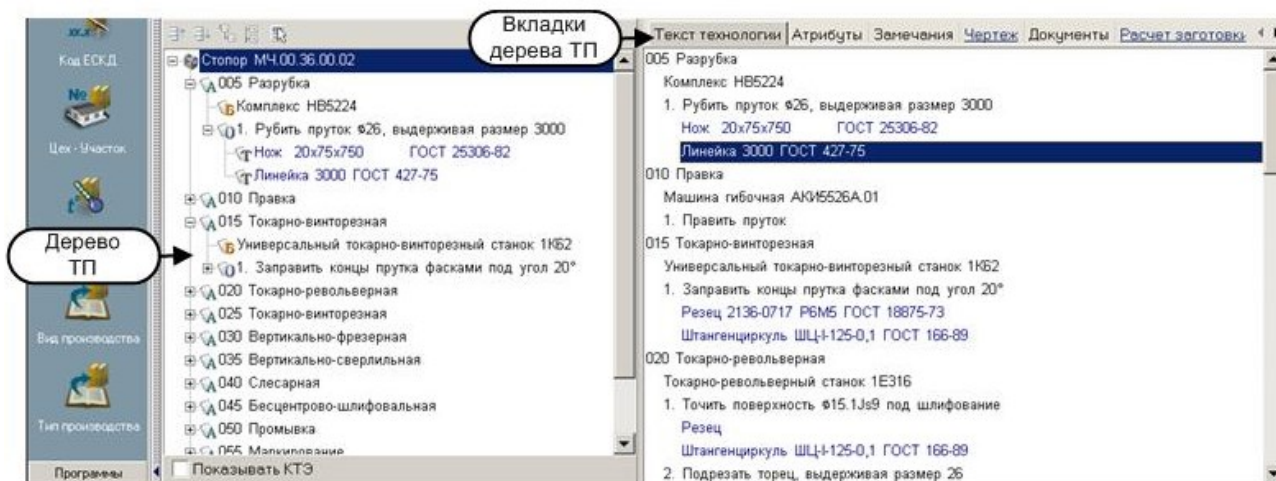 Вкладки
дерева ТП
Дерево
ТП
Код ЕСКД
Цех - Участок
Вид производства
Тип производства
Программы
Стопор МЧ.00.36.00.02
005 Разрубка
Комплекс НВ5224
1. Рубить пруток ⌀26, выдерживая размер 3000
Нож 20x75x750 ГОСТ 25306-82
Линейка 3000 ГОСТ 427-75
010 Правка
015 Токарно-винторезная
Универсальный токарно-винторезный станок 1К62
1. Заправить концы прутка фасками под угол 20°
020 Токарно-револьверная
025 Токарно-винторезная
030 Вертикально-фрезерная
035 Вертикально-сверлильная
040 Слесарная
045 Бесцентрово-шлифовальная
050 Промывка
055 Маркирование
Показывать КТЭ
Текст технологии Атрибуты Замечания Чертеж Документы Расчет заготовки
005 Разрубка
Комплекс НВ5224
1. Рубить пруток ⌀26, выдерживая размер 3000
Нож 20x75x750 ГОСТ 25306-82
Линейка 3000 ГОСТ 427-75
010 Правка
Машина гибочная АКИ5526А.01
1. Править пруток
015 Токарно-винторезная
Универсальный токарно-винторезный станок 1К62
1. Заправить концы прутка фасками под угол 20°
Резец 2136-0717 Р6М5 ГОСТ 18875-73
Штангенциркуль ШЦ-I-125-0,1 ГОСТ 166-89
020 Токарно-револьверная
Токарно-револьверный станок 1Е316
1. Точить поверхность ⌀15.1Js9 под шлифование
Резец
Штангенциркуль ШЦ-I-125-0,1 ГОСТ 166-89
2. Подрезать торец, выдерживая размер 26